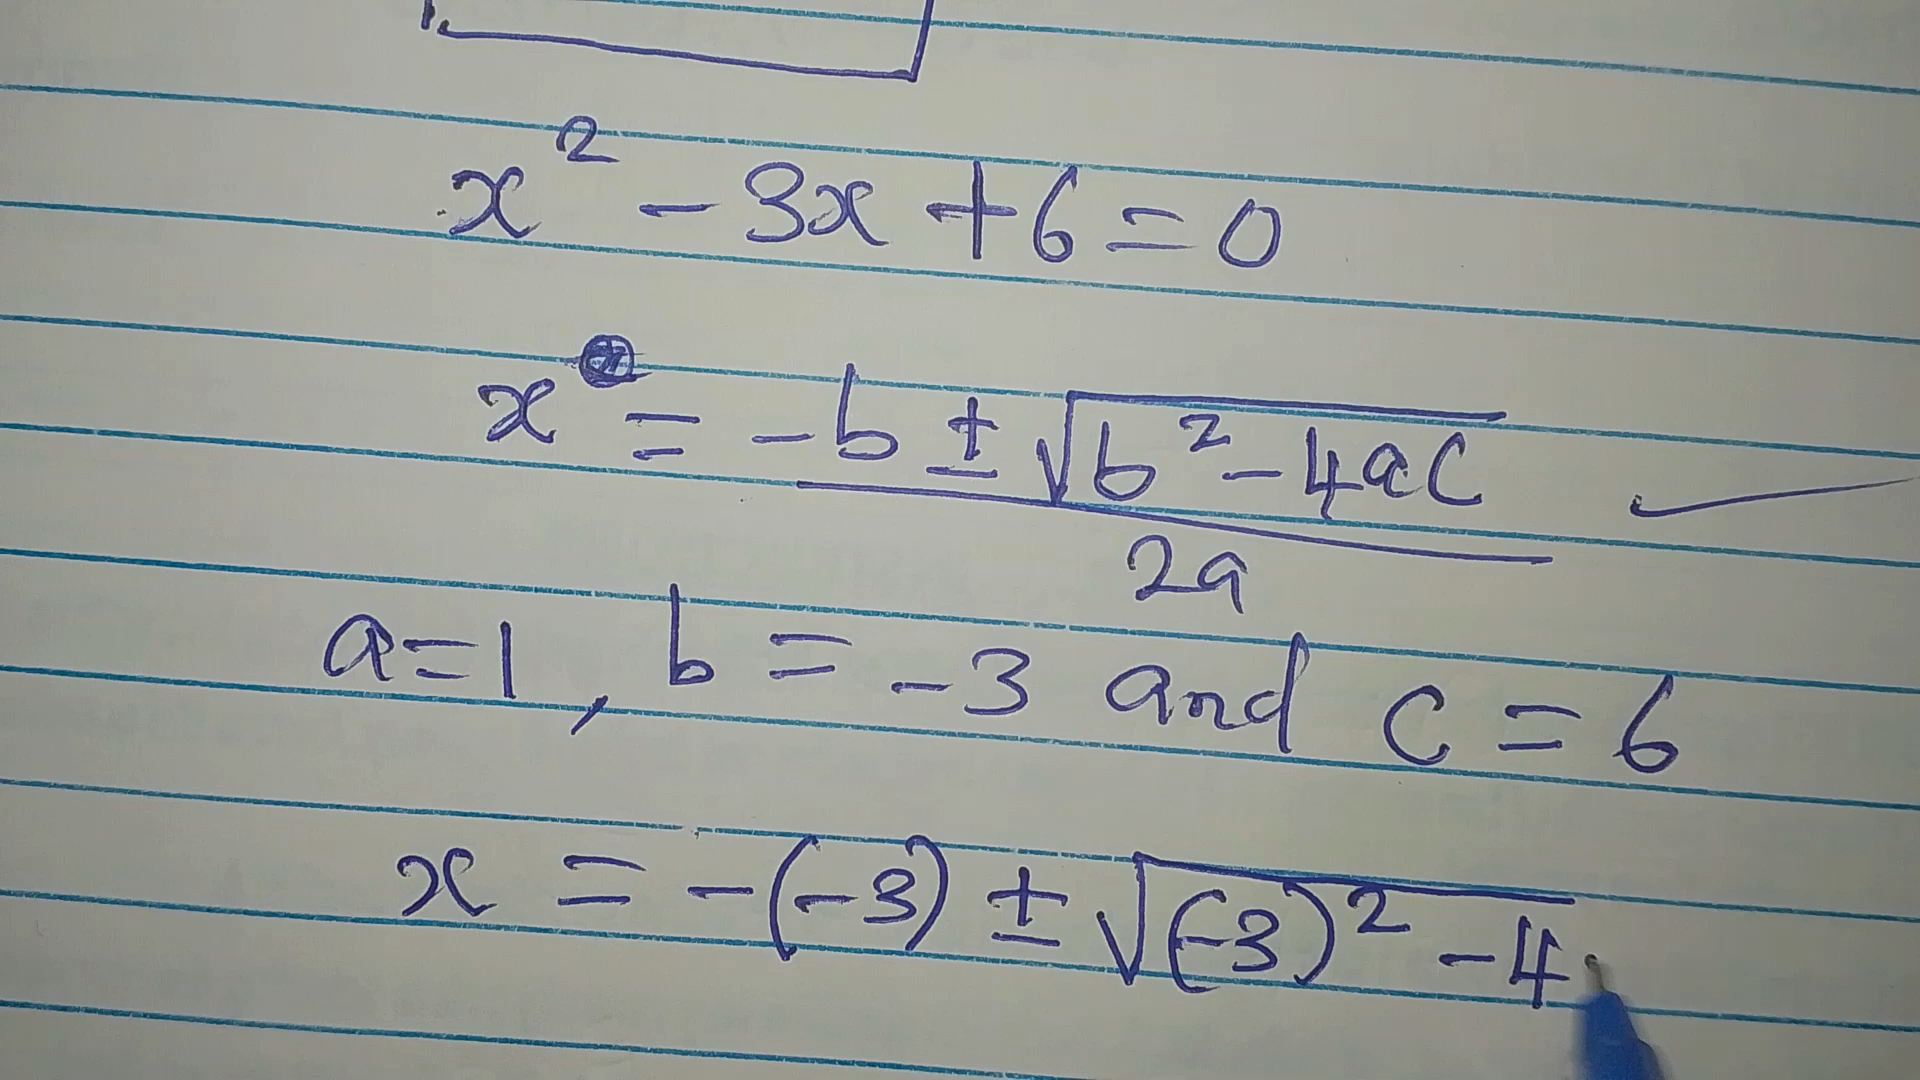 x² - 3x + 6 = 0
x = -b ± √b² - 4ac
2a
a = 1, b = -3 and c = 6
x = -(-3) ± √(-3)² - 4